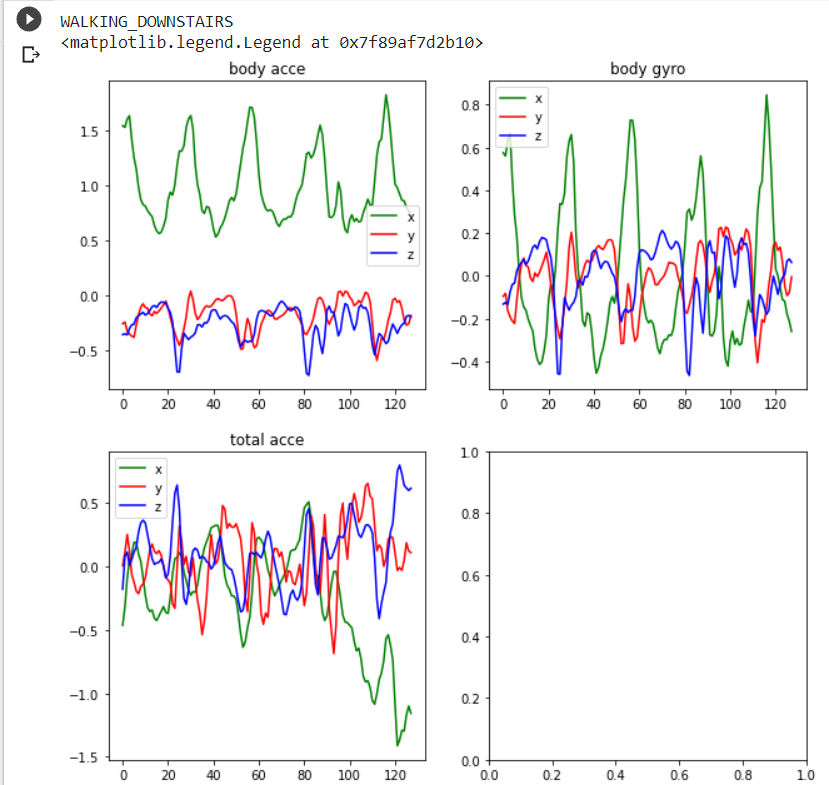 WALKING_DOWNSTAIRS
<matplotlib.legend.Legend at 0x7f89af7d2b10>
body acce
1.5
1.0
0.5
0.0
−0.5
0 20 40 60 80 100 120
x
y
z
body gyro
0.8
0.6
0.4
0.2
0.0
−0.2
−0.4
0 20 40 60 80 100 120
x
y
z
total acce
0.5
0.0
−0.5
−1.0
−1.5
0 20 40 60 80 100 120
x
y
z
1.0
0.8
0.6
0.4
0.2
0.0
0.0 0.2 0.4 0.6 0.8 1.0